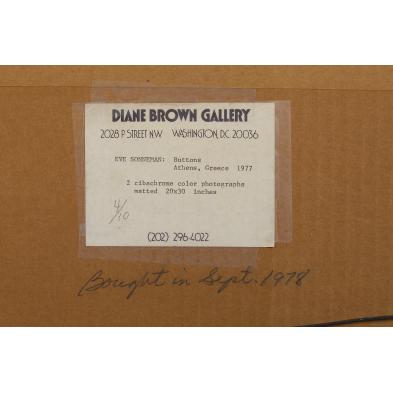 DIANE BROWN GALLERY
2028 P STREET N.W. WASHINGTON, D.C. 20036
EVE SONNEMAN: Buttons
Athens, Greece 1977
2 cibachrome color photographs
matted 20x30 inches
4/10
(202) 296-4022
Bought in Sept. 1978